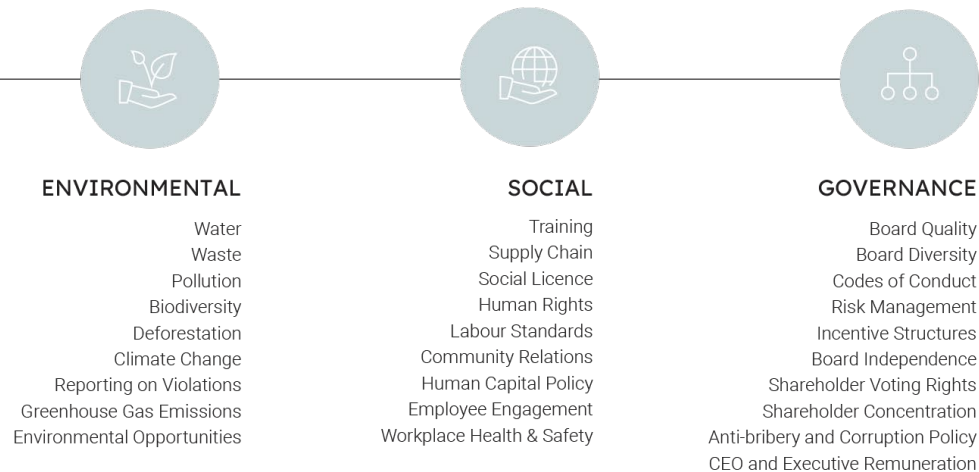 ENVIRONMENTAL
Water
Waste
Pollution
Biodiversity
Deforestation
Climate Change
Reporting on Violations
Greenhouse Gas Emissions
Environmental Opportunities
SOCIAL
Training
Supply Chain
Social Licence
Human Rights
Labour Standards
Community Relations
Human Capital Policy
Employee Engagement
Workplace Health & Safety
GOVERNANCE
Board Quality
Board Diversity
Codes of Conduct
Risk Management
Incentive Structures
Board Independence
Shareholder Voting Rights
Shareholder Concentration
Anti-bribery and Corruption Policy
CEO and Executive Remuneration